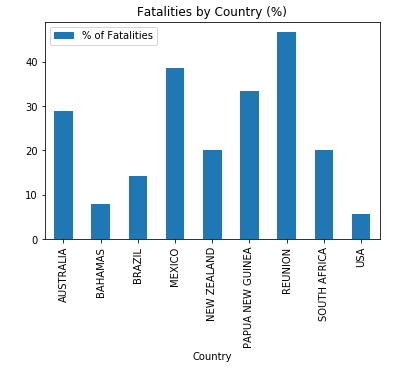 Fatalities by Country (%)
% of Fatalities
40
30
20
10
0
AUSTRALIA
BAHAMAS
BRAZIL
MEXICO
NEW ZEALAND
PAPUA NEW GUINEA
REUNION
SOUTH AFRICA
USA
Country